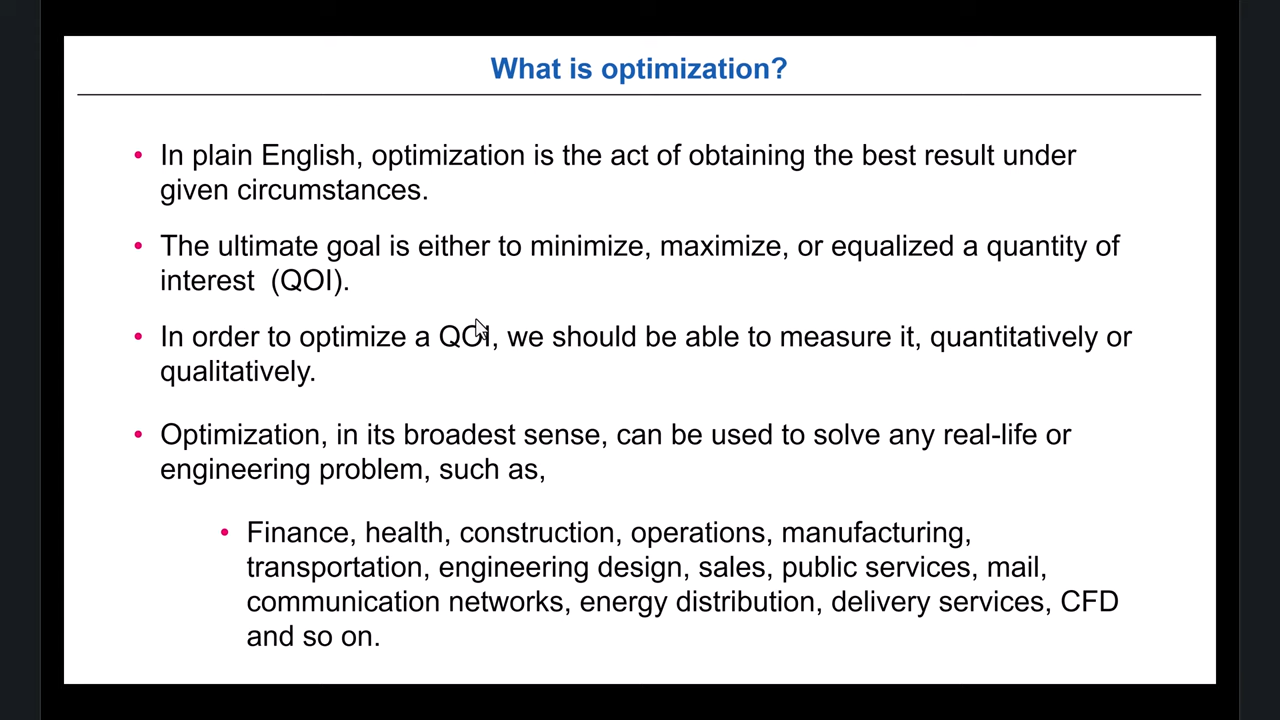 What is optimization?
• In plain English, optimization is the act of obtaining the best result under
given circumstances.
• The ultimate goal is either to minimize, maximize, or equalized a quantity of
interest (QOI).
• In order to optimize a QOI, we should be able to measure it, quantitatively or
qualitatively.
• Optimization, in its broadest sense, can be used to solve any real-life or
engineering problem, such as,
• Finance, health, construction, operations, manufacturing,
transportation, engineering design, sales, public services, mail,
communication networks, energy distribution, delivery services, CFD
and so on.